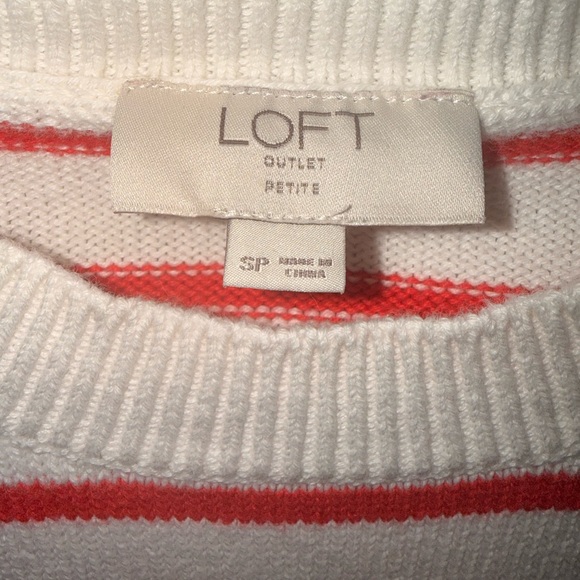 LOFT
OUTLET
PETITE
SP MADE IN
CHINA